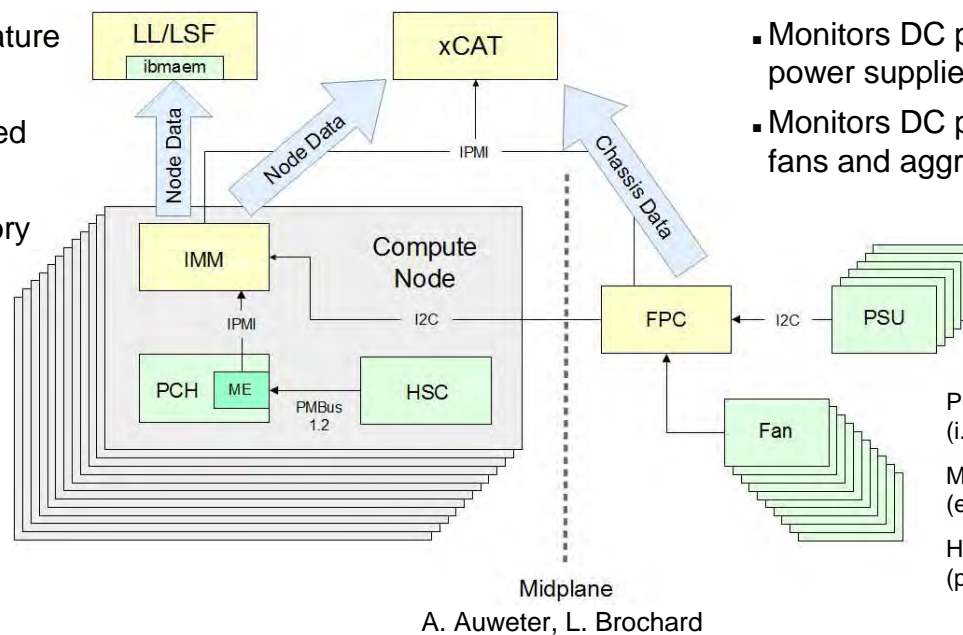 ature
ed
ory
LL/LSF
ibmaem
xCAT
▪ Monitors DC p
power supplie
▪ Monitors DC p
fans and aggr
Node Data
Node Data
IPMI
Chassis Data
Compute
Node
IMM
IPMI
I2C
FPC
I2C
PSU
PCH
ME
PMBus
1.2
HSC
Fan
P
(i.
M
(e
H
(p
Midplane
A. Auweter, L. Brochard